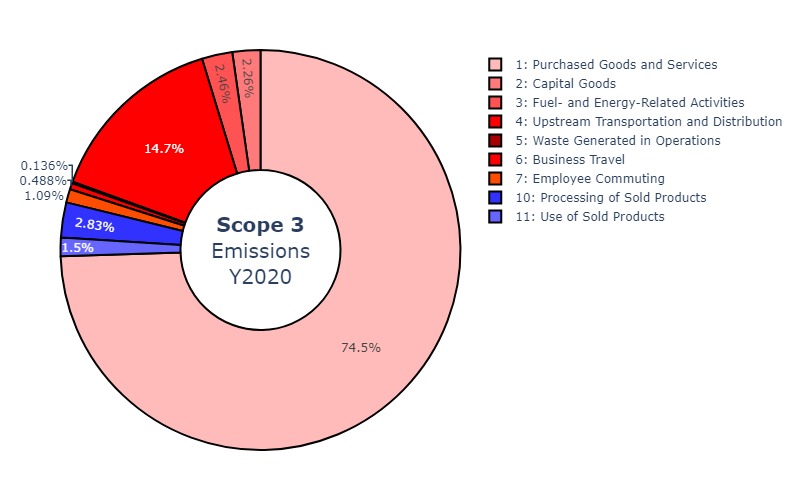 2.46%
2.26%
14.7%
0.136%
0.488%
1.09%
2.83%
1.5%
Scope 3
Emissions
Y2020
74.5%
1: Purchased Goods and Services
2: Capital Goods
3: Fuel- and Energy-Related Activities
4: Upstream Transportation and Distribution
5: Waste Generated in Operations
6: Business Travel
7: Employee Commuting
10: Processing of Sold Products
11: Use of Sold Products